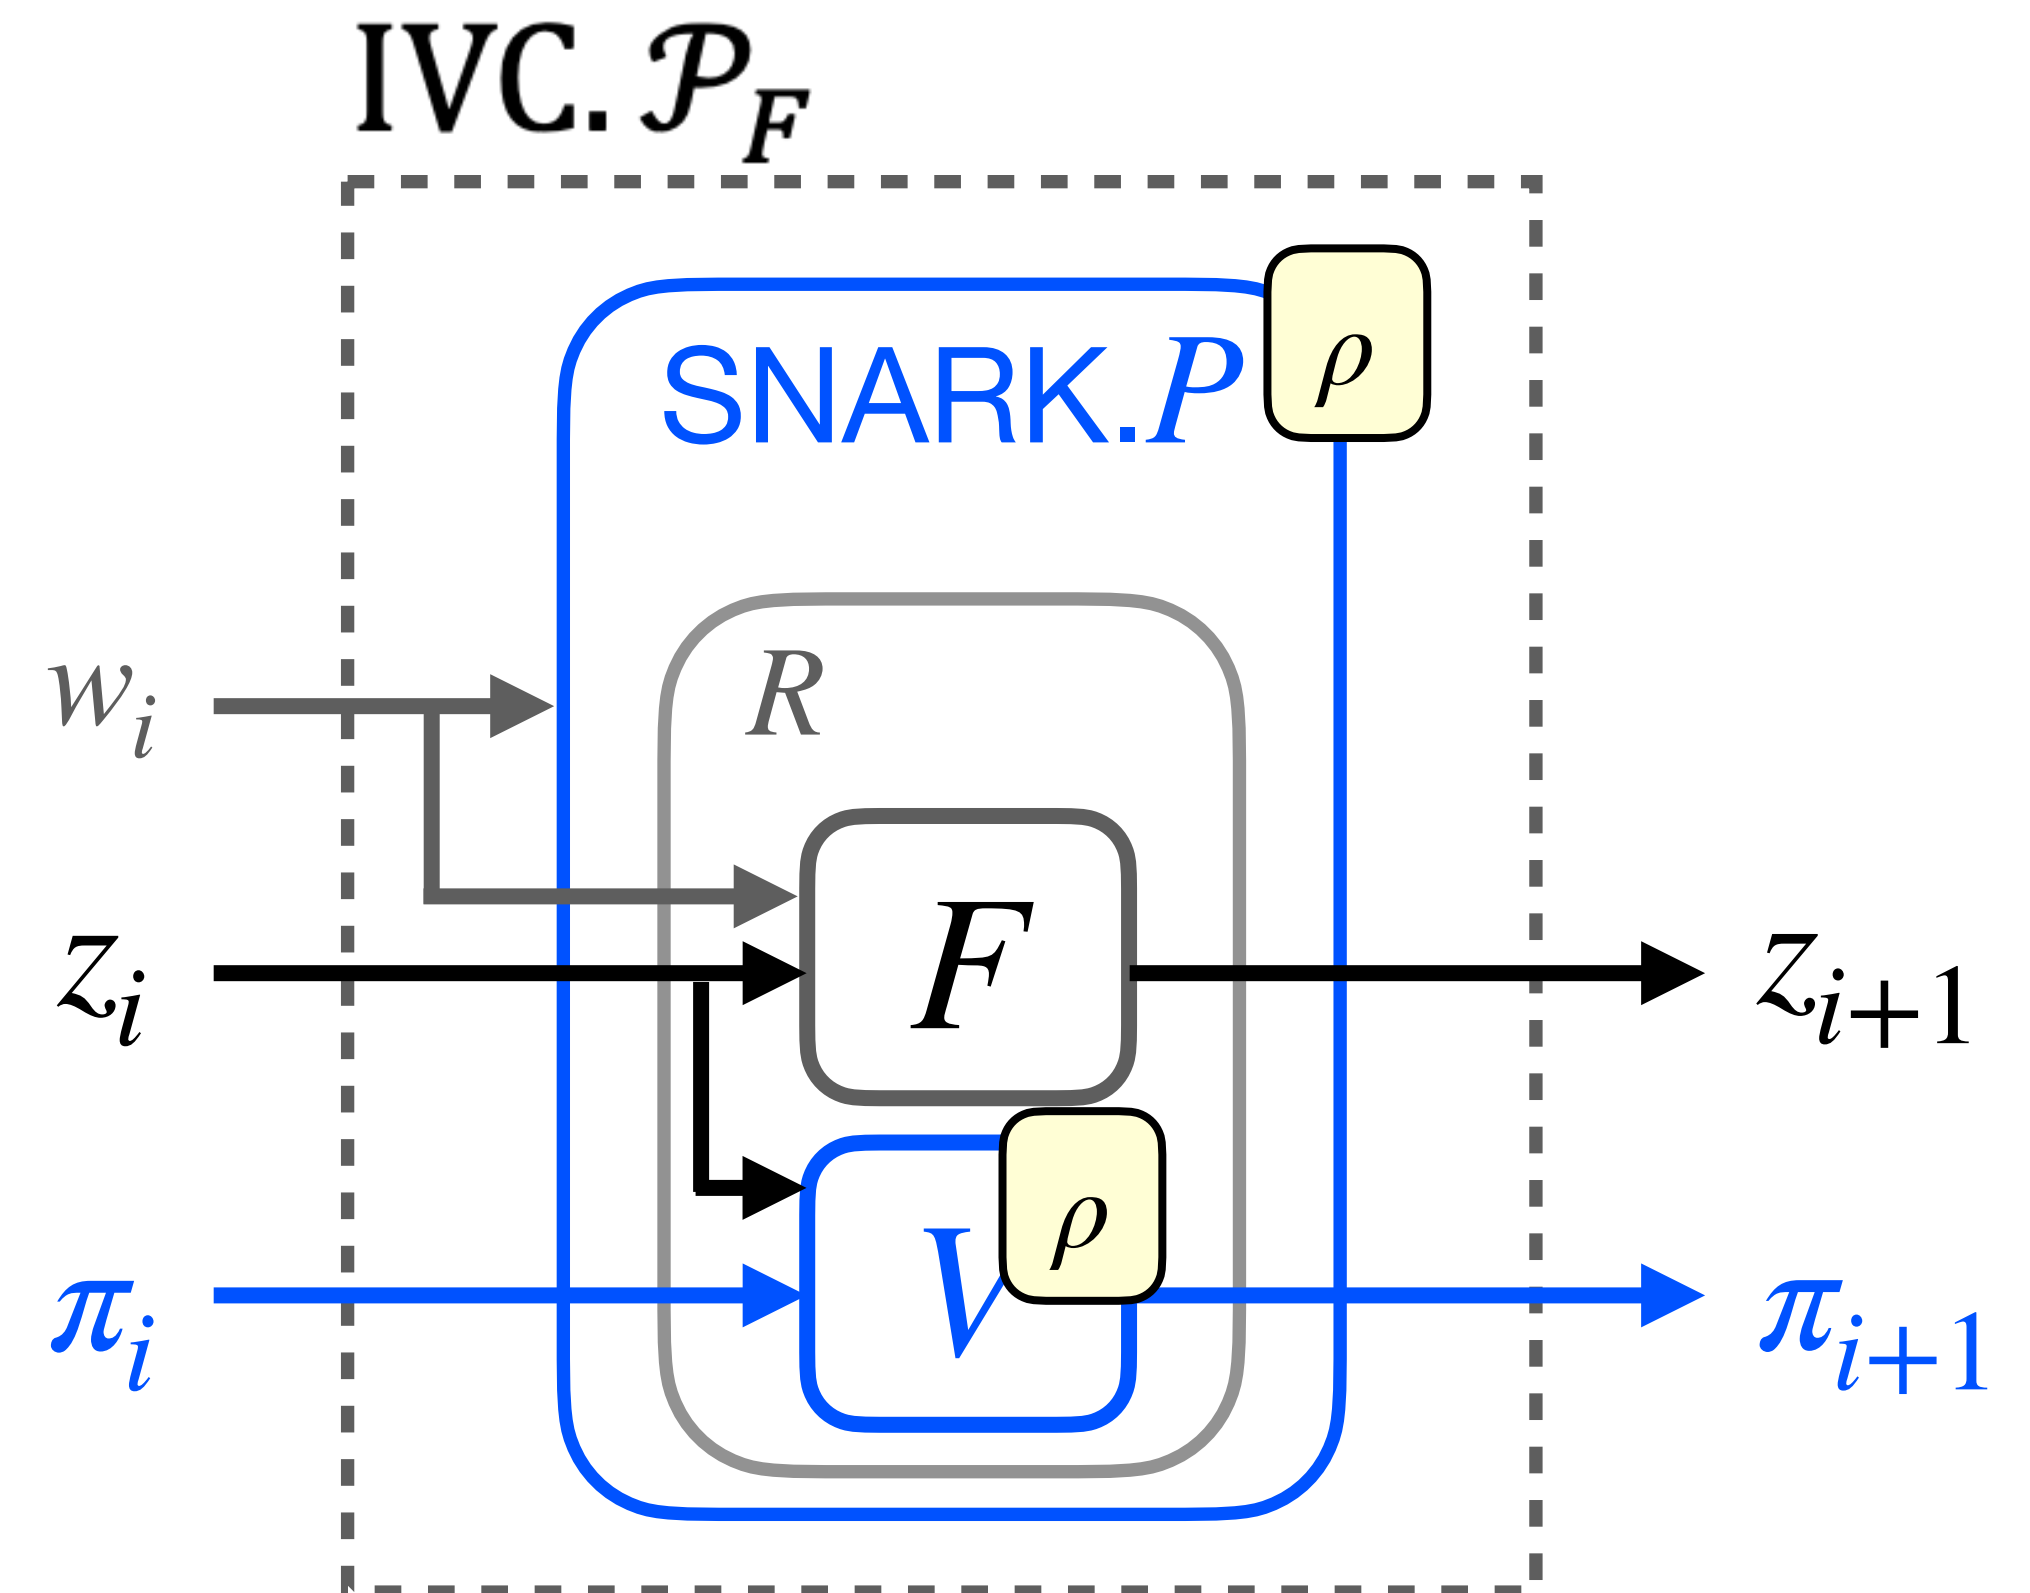 IVC. 𝒫_F
SNARK.P
ρ
R
w_i
F
z_i
z_{i+1}
ρ
V
π_i
π_{i+1}